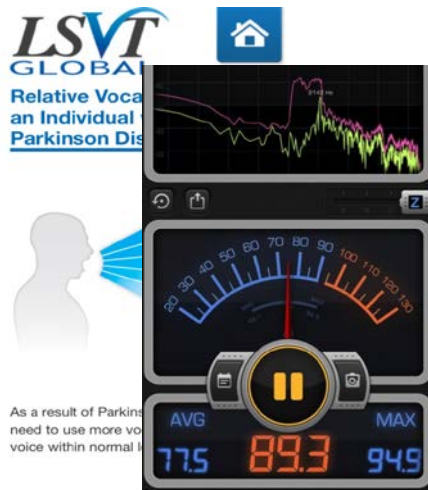 LSVT
GLOBA
Relative Voca
an Individual
Parkinson Dis
As a result of Parkins
need to use more vo
voice within normal l
Z
20 30 40 50 60 70 80 90 100 110 120 130
AVG
MAX
77.5
89.3
94.9